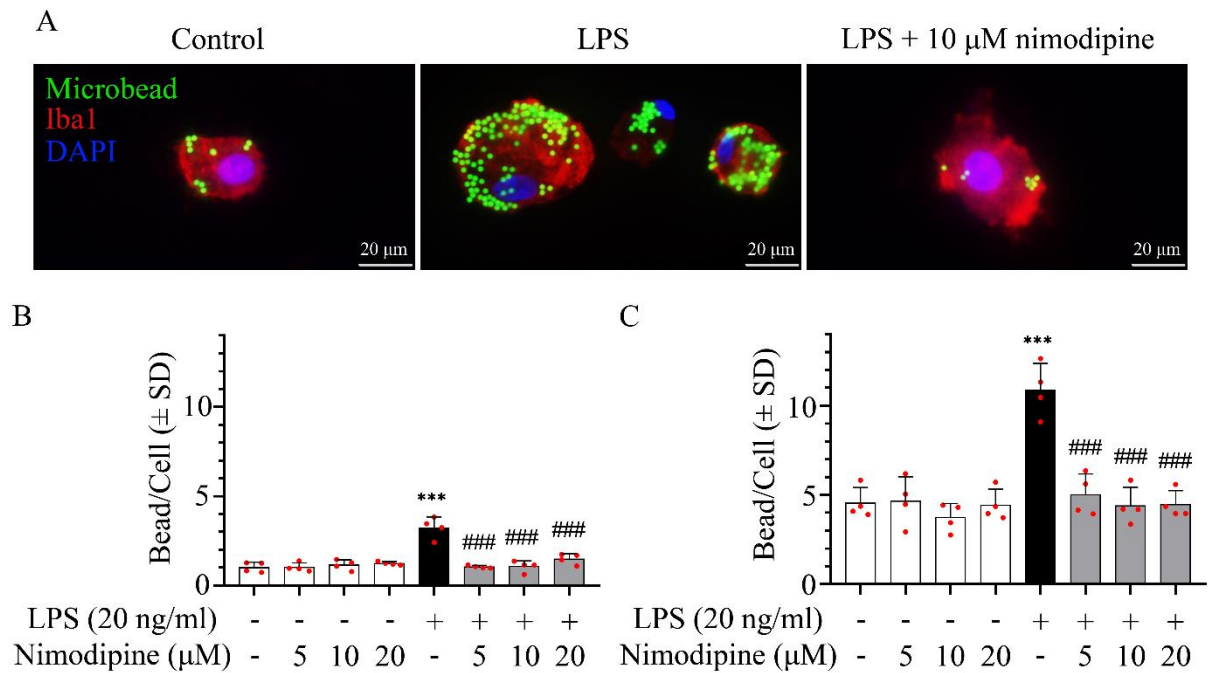 A
Control
LPS
LPS + 10 μM nimodipine
Microbead
Iba1
DAPI
20 μm
20 μm
20 μm
B
Bead/Cell (± SD)
10
5
0
***
###
###
###
LPS (20 ng/ml) - - - - + + + +
Nimodipine (μM) - 5 10 20 - 5 10 20
C
Bead/Cell (± SD)
10
5
0
***
###
###
###
LPS (20 ng/ml) - - - - + + + +
Nimodipine (μM) - 5 10 20 - 5 10 20